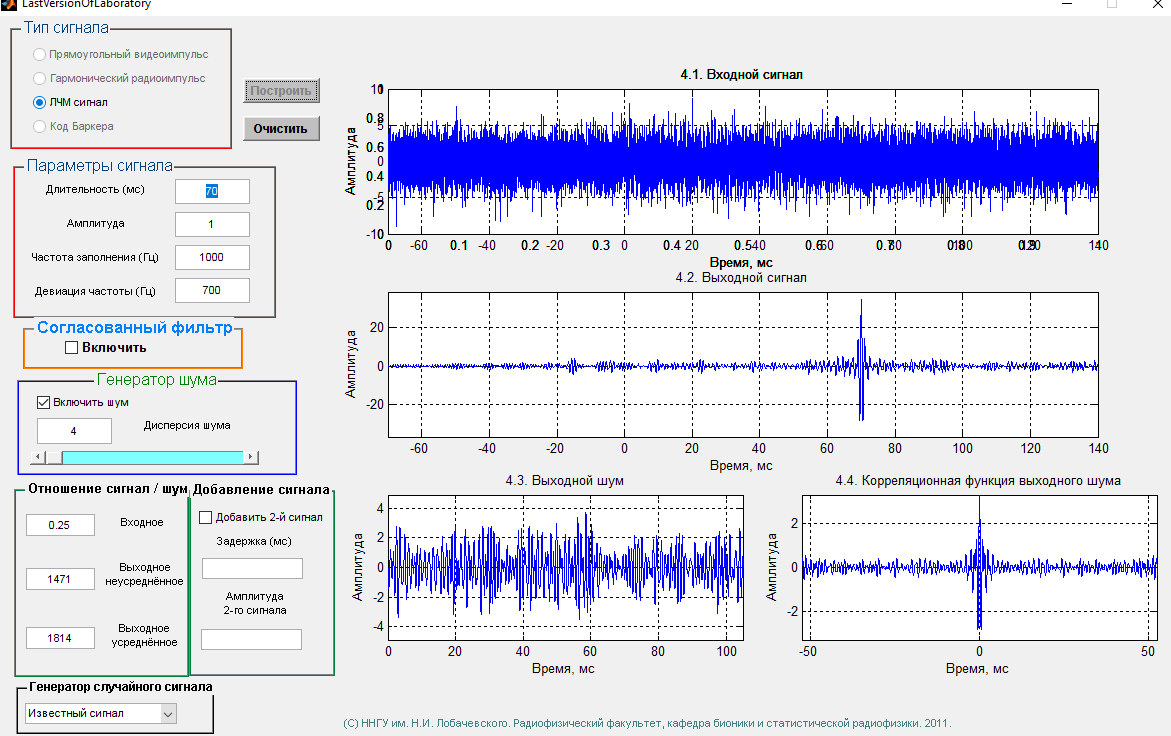 LastVersionOfLaboratory
Тип сигнала
Прямоугольный видеоимпульс
Гармонический радиоимпульс
ЛЧМ сигнал
Код Баркера
Построить
Очистить
Параметры сигнала
Длительность (мс)
70
Амплитуда
1
Частота заполнения (Гц)
1000
Девиация частоты (Гц)
700
Согласованный фильтр
Включить
Генератор шума
Включить шум
4
Дисперсия шума
Отношение сигнал / шум
0.25
Входное
1471
Выходное
неусреднённое
1814
Выходное
усреднённое
Добавление сигнала
Добавить 2-й сигнал
Задержка (мс)
Амплитуда
2-го сигнала
Генератор случайного сигнала
Известный сигнал
4.1. Входной сигнал
Амплитуда
10
0.8
5
0.6
0
0.4
-5
0.2
-10
0 -60 0.1 -40 0.2 -20 0.3 0 0.4 20 0.5 40 0.6 60 0.7 80 0.8 100 0.9 120 140
Время, мс
4.2. Выходной сигнал
Амплитуда
20
0
-20
-60 -40 -20 0 20 40 60 80 100 120 140
Время, мс
4.3. Выходной шум
Амплитуда
4
2
0
-2
-4
0 20 40 60 80 100
Время, мс
4.4. Корреляционная функция выходного шума
Амплитуда
2
0
-2
-50 0 50
Время, мс
(C) ННГУ им. Н.И. Лобачевского. Радиофизический факультет, кафедра бионики и статистической радиофизики. 2011.